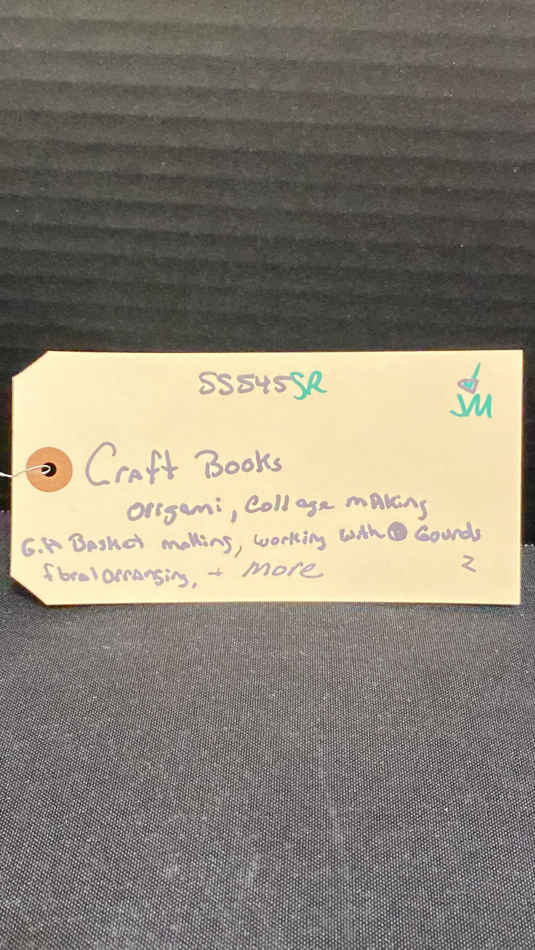 SS545SR
JM
Craft Books
origami, Collage making
Basket making, working with Gourds
floral arranging, + more
2